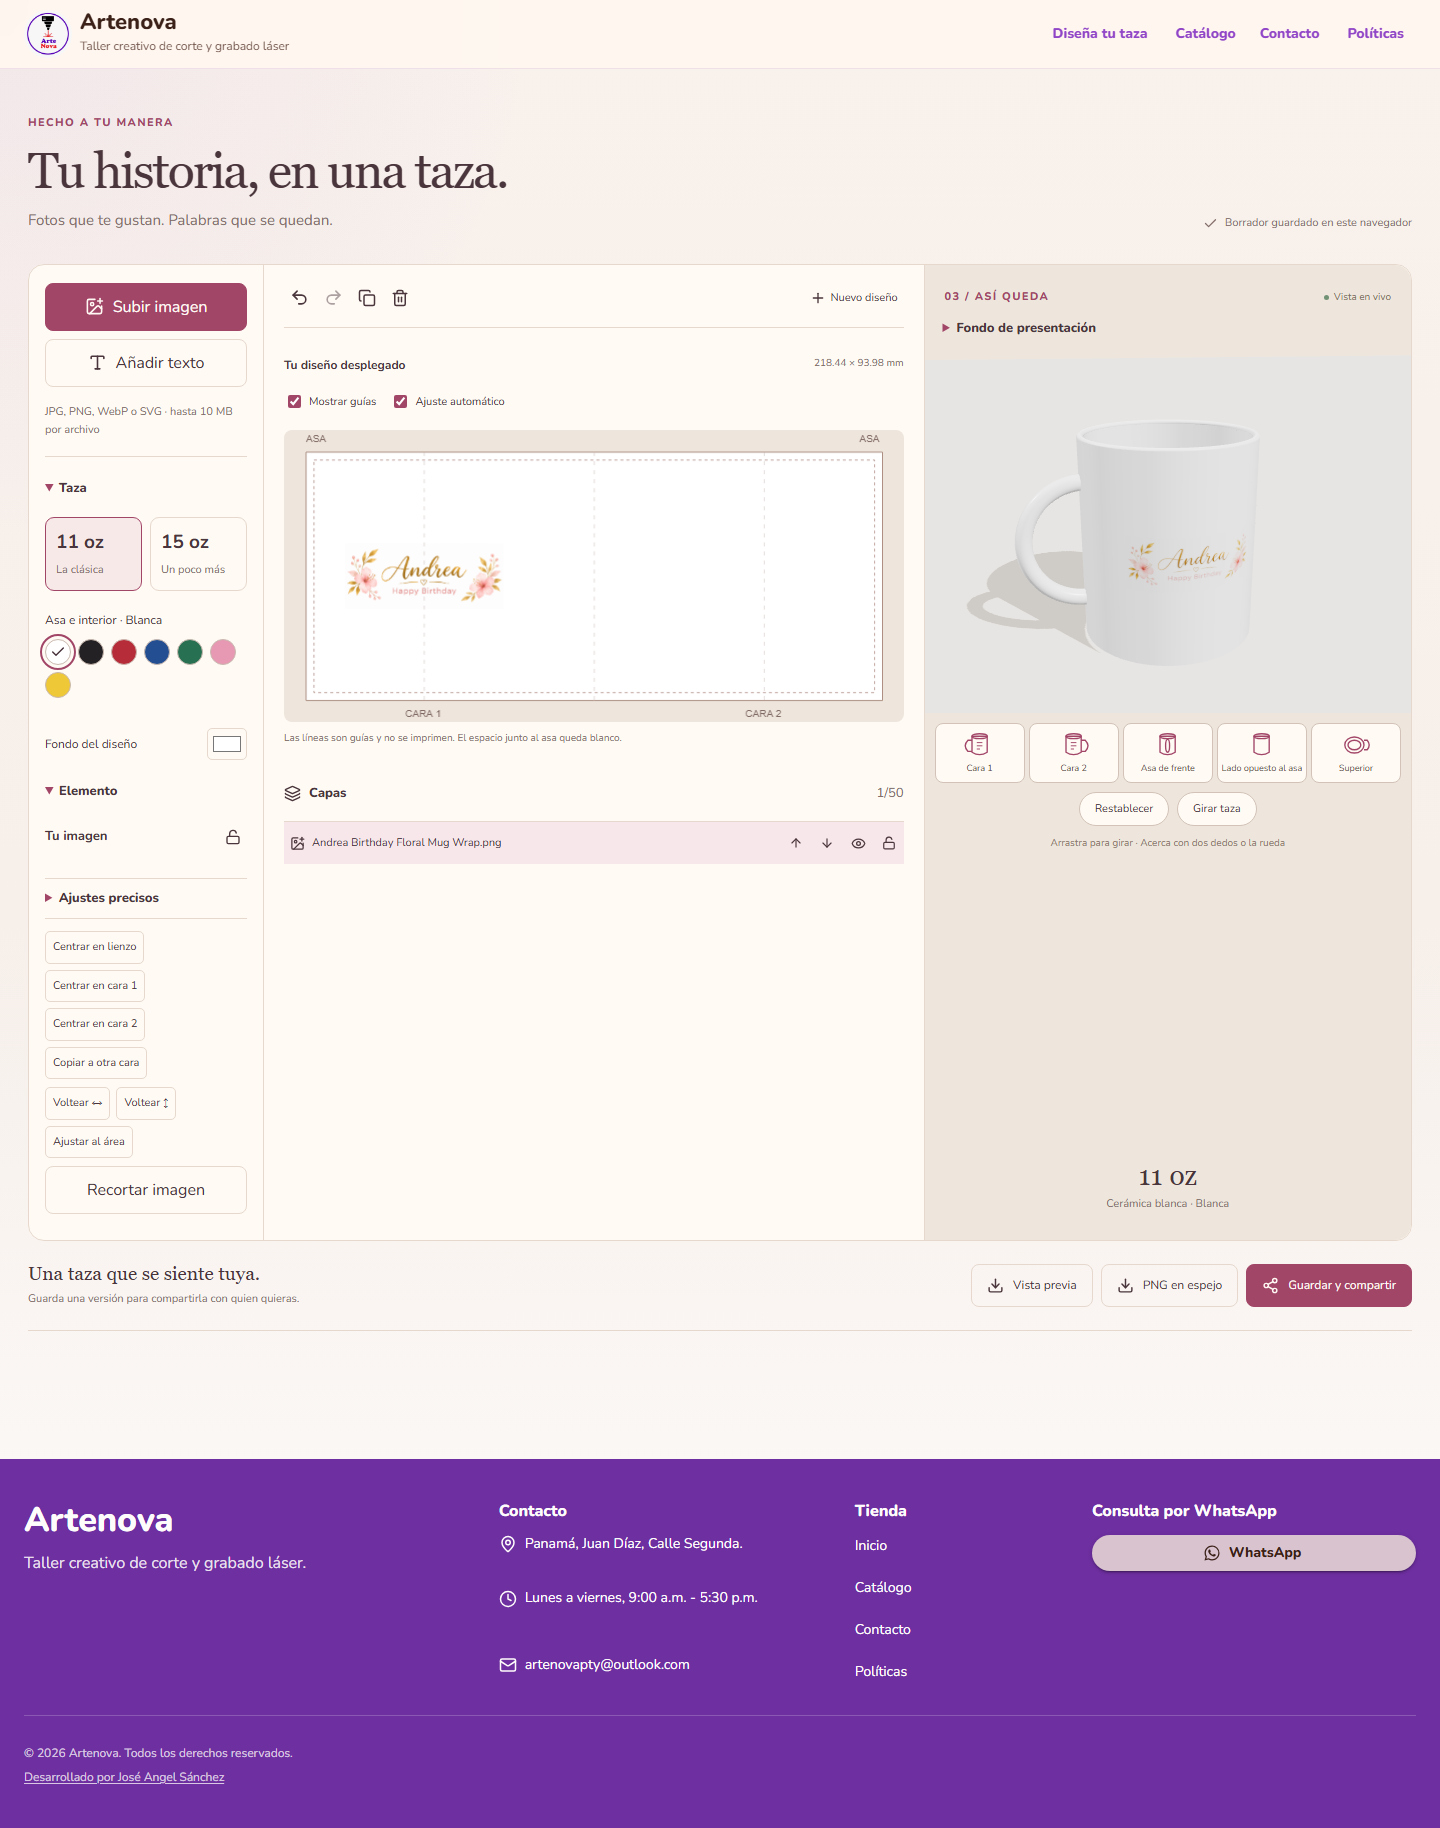 Arte
Nova
Artenova
Taller creativo de corte y grabado láser
Diseña tu taza
Catálogo
Contacto
Políticas
HECHO A TU MANERA
Tu historia, en una taza.
Fotos que te gustan. Palabras que se quedan.
Borrador guardado en este navegador
Subir imagen
Añadir texto
JPG, PNG, WebP o SVG · hasta 10 MB
por archivo
Taza
11 oz
La clásica
15 oz
Un poco más
Asa e interior · Blanca
Fondo del diseño
Elemento
Tu imagen
Ajustes precisos
Centrar en lienzo
Centrar en cara 1
Centrar en cara 2
Copiar a otra cara
Voltear ↔
Voltear ↕
Ajustar al área
Recortar imagen
Nuevo diseño
Tu diseño desplegado
218.44 × 93.98 mm
Mostrar guías
Ajuste automático
ASA
ASA
Andrea
Happy Birthday
CARA 1
CARA 2
Las líneas son guías y no se imprimen. El espacio junto al asa queda blanco.
Capas
1/50
Andrea Birthday Floral Mug Wrap.png
03 / ASÍ QUEDA
Vista en vivo
Fondo de presentación
Andrea
Happy Birthday
Cara 1
Cara 2
Asa de frente
Lado opuesto al asa
Superior
Restablecer
Girar taza
Arrastra para girar · Acerca con dos dedos o la rueda
11 oz
Cerámica blanca · Blanca
Una taza que se siente tuya.
Guarda una versión para compartirla con quien quieras.
Vista previa
PNG en espejo
Guardar y compartir
Artenova
Taller creativo de corte y grabado láser.
Contacto
Panamá, Juan Díaz, Calle Segunda.
Lunes a viernes, 9:00 a.m. - 5:30 p.m.
artenovapty@outlook.com
Tienda
Inicio
Catálogo
Contacto
Políticas
Consulta por WhatsApp
WhatsApp
© 2026 Artenova. Todos los derechos reservados.
Desarrollado por José Angel Sánchez